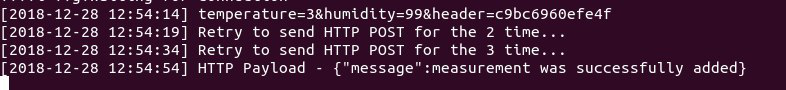 [2018-12-28 12:54:14] temperature=3&humidity=99&header=c9bc6960efe4f
[2018-12-28 12:54:19] Retry to send HTTP POST for the 2 time...
[2018-12-28 12:54:34] Retry to send HTTP POST for the 3 time...
[2018-12-28 12:54:54] HTTP Payload - {"message":measurement was successfully added}